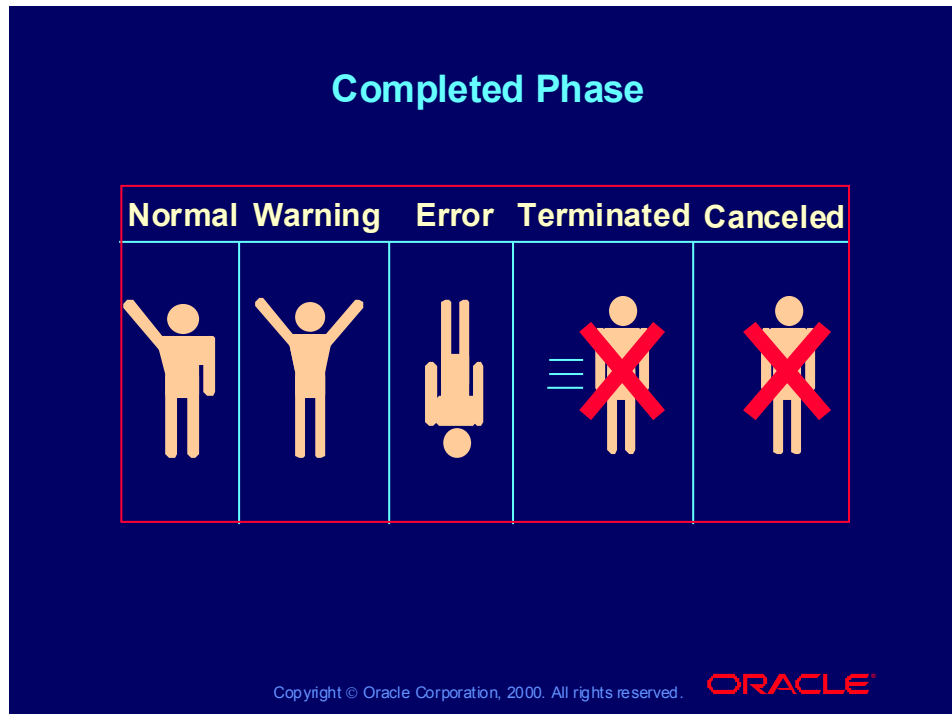 Completed Phase
Normal Warning Error Terminated Canceled
Copyright © Oracle Corporation, 2000. All rights reserved.
ORACLE®